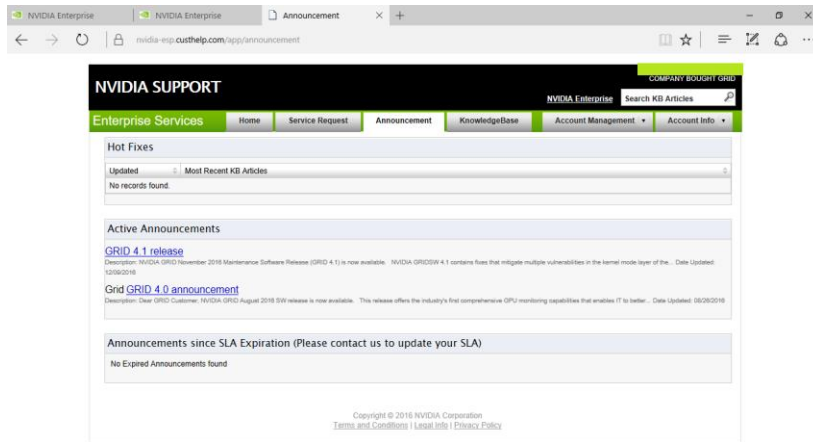 NVIDIA Enterprise NVIDIA Enterprise Announcement
nvidia-esp.custhelp.com/app/announcement
COMPANY BOUGHT GRID
NVIDIA SUPPORT
NVIDIA Enterprise Search KB Articles
Enterprise Services Home Service Request Announcement KnowledgeBase Account Management Account Info
Hot Fixes
Updated Most Recent KB Articles
No records found.
Active Announcements
GRID 4.1 release
Description: NVIDIA GRID November 2016 Maintenance Software Release (GRID 4.1) is now available. NVIDIA GRIDSW 4.1 contains fixes that mitigate multiple vulnerabilities in the kernel mode layer of the... Date Updated:
12/09/2016
Grid GRID 4.0 announcement
Description: Dear GRID Customer, NVIDIA GRID August 2016 SW release is now available. This release offers the industry's first comprehensive GPU monitoring capabilities that enables IT to better... Date Updated: 08/26/2016
Announcements since SLA Expiration (Please contact us to update your SLA)
No Expired Announcements found
Copyright © 2016 NVIDIA Corporation
Terms and Conditions | Legal Info | Privacy Policy